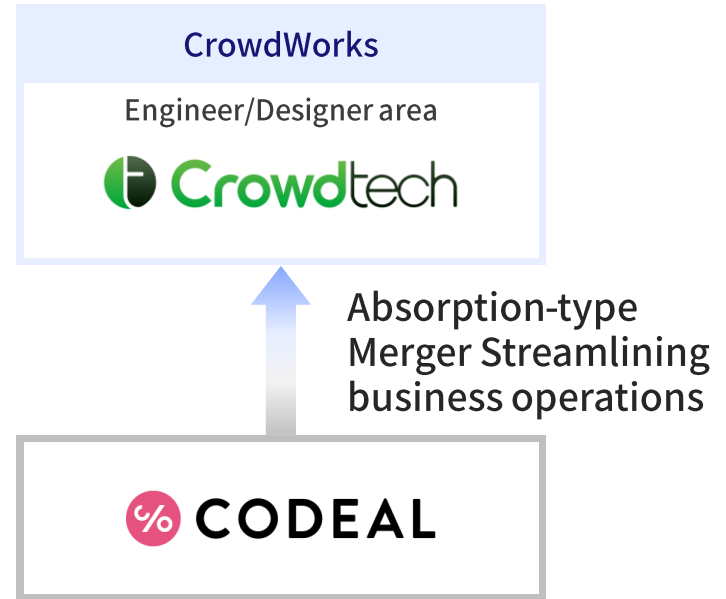 CrowdWorks
Engineer/Designer area
Crowdtech
Absorption-type
Merger Streamlining
business operations
CODEAL